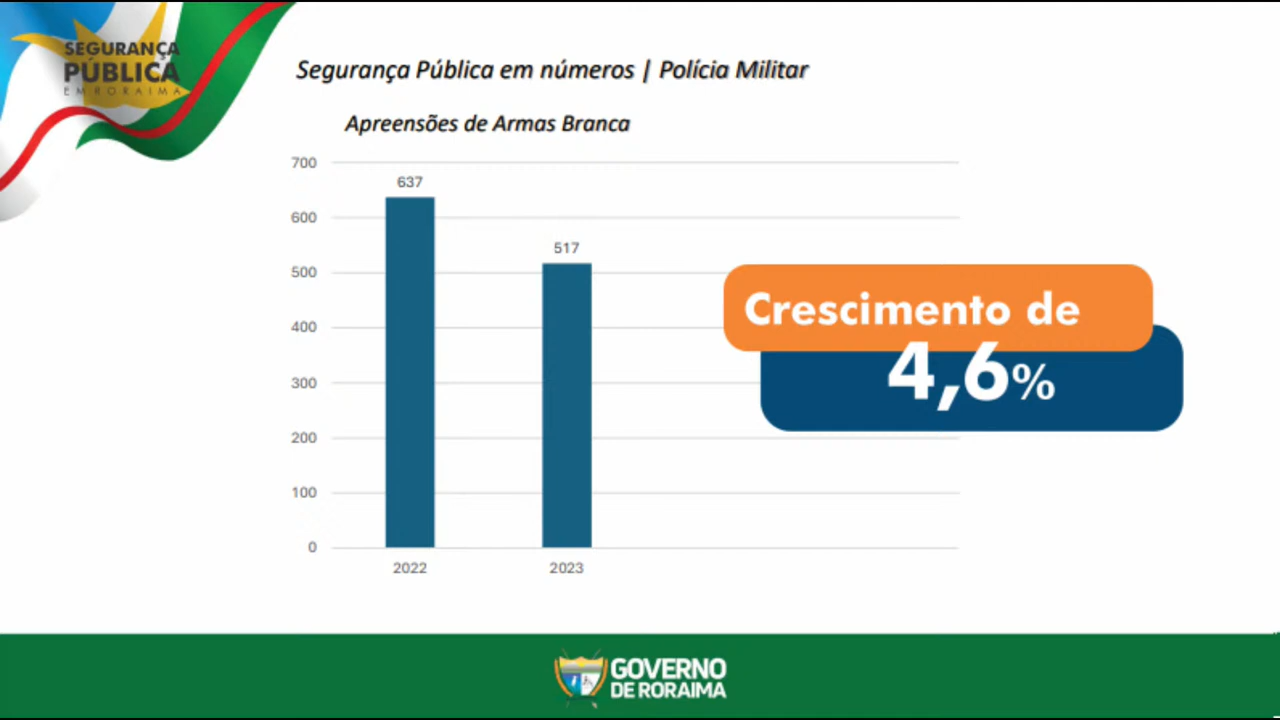 SEGURANÇA
PÚBLICA
EM RORAIMA
Segurança Pública em números | Polícia Militar
Apreensões de Armas Branca
700
637
600
517
500
400
300
200
100
0
2022
2023
Crescimento de
4,6%
GOVERNO
DE RORAIMA